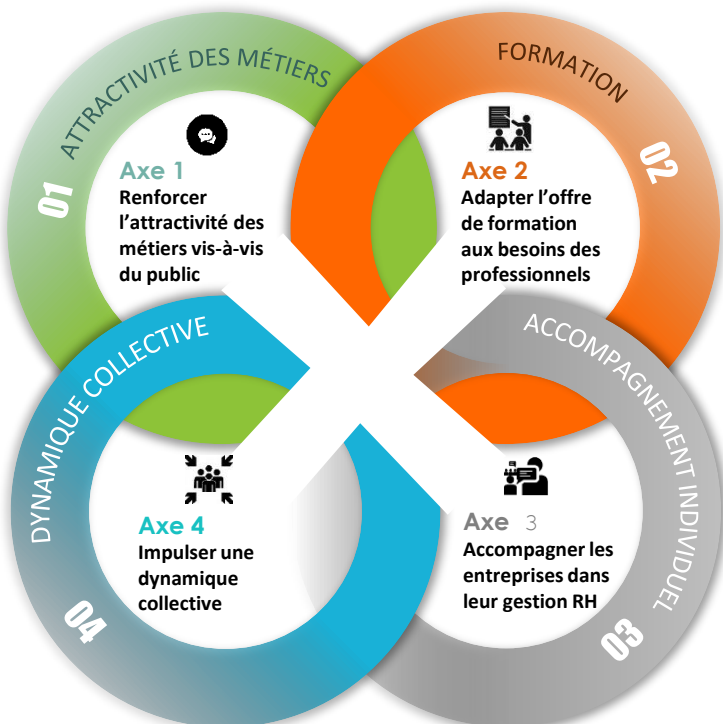 ATTRACTIVITÉ DES MÉTIERS
01
Axe 1
Renforcer
l’attractivité des
métiers vis-à-vis
du public
FORMATION
02
Axe 2
Adapter l’offre
de formation
aux besoins des
professionnels
DYNAMIQUE COLLECTIVE
04
Axe 4
Impulser une
dynamique
collective
ACCOMPAGNEMENT INDIVIDUEL
03
Axe 3
Accompagner les
entreprises dans
leur gestion RH